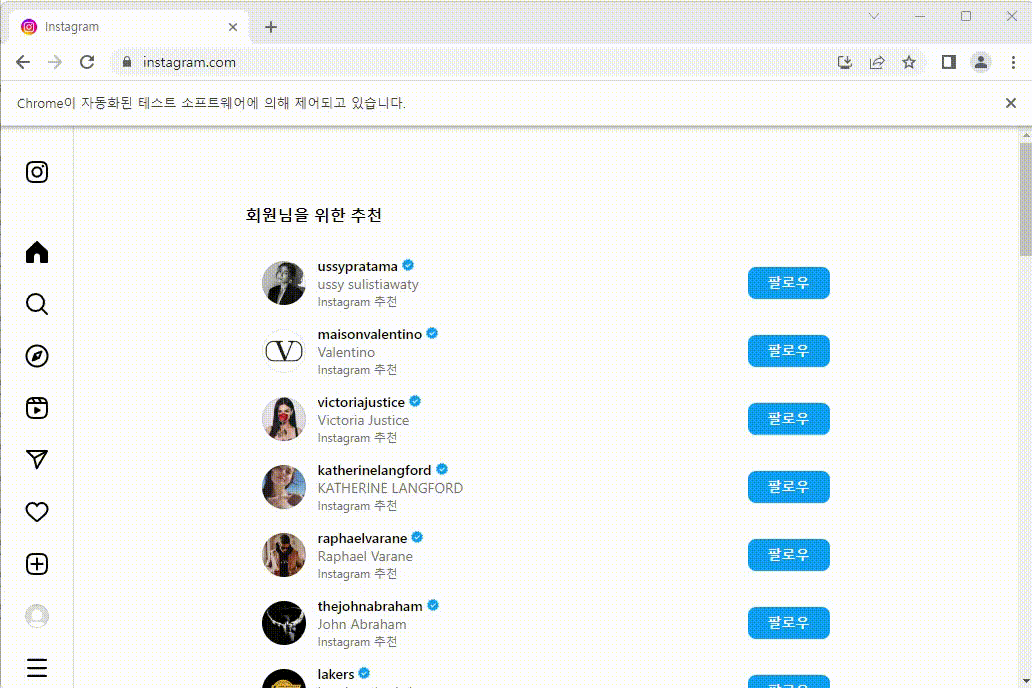 Instagram
instagram.com
Chrome이 자동화된 테스트 소프트웨어에 의해 제어되고 있습니다.
회원님을 위한 추천
ussypratama
ussy sulistiawaty
Instagram 추천
팔로우
maisonvalentino
Valentino
Instagram 추천
팔로우
victoriajustice
Victoria Justice
Instagram 추천
팔로우
katherinelangford
KATHERINE LANGFORD
Instagram 추천
팔로우
raphaelvarane
Raphael Varane
Instagram 추천
팔로우
thejohnabraham
John Abraham
Instagram 추천
팔로우
lakers